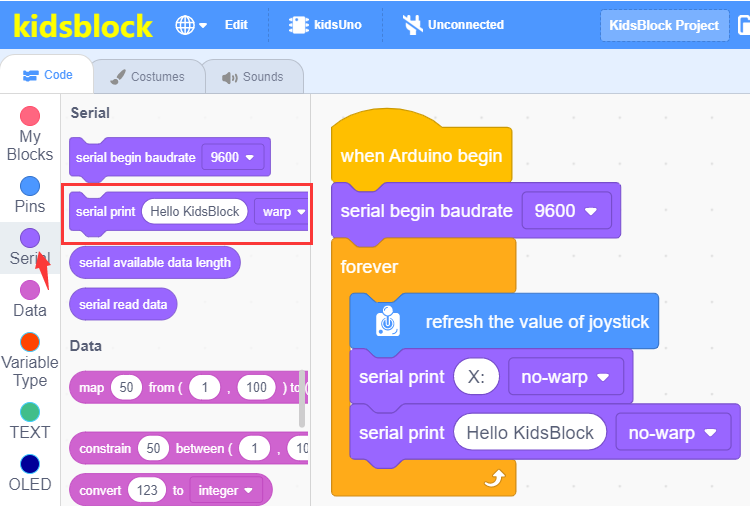 kidsblock Edit kidsUno Unconnected KidsBlock Project
Code Costumes Sounds
My
Blocks
Pins
Serial
Data
Variable
Type
TEXT
OLED
Serial
serial begin baudrate 9600
serial print Hello KidsBlock warp
serial available data length
serial read data
Data
map 50 from ( 1 , 100 ) to (
constrain 50 between ( 1 , 10
convert 123 to integer
when Arduino begin
serial begin baudrate 9600
forever
refresh the value of joystick
serial print X: no-warp
serial print Hello KidsBlock no-warp